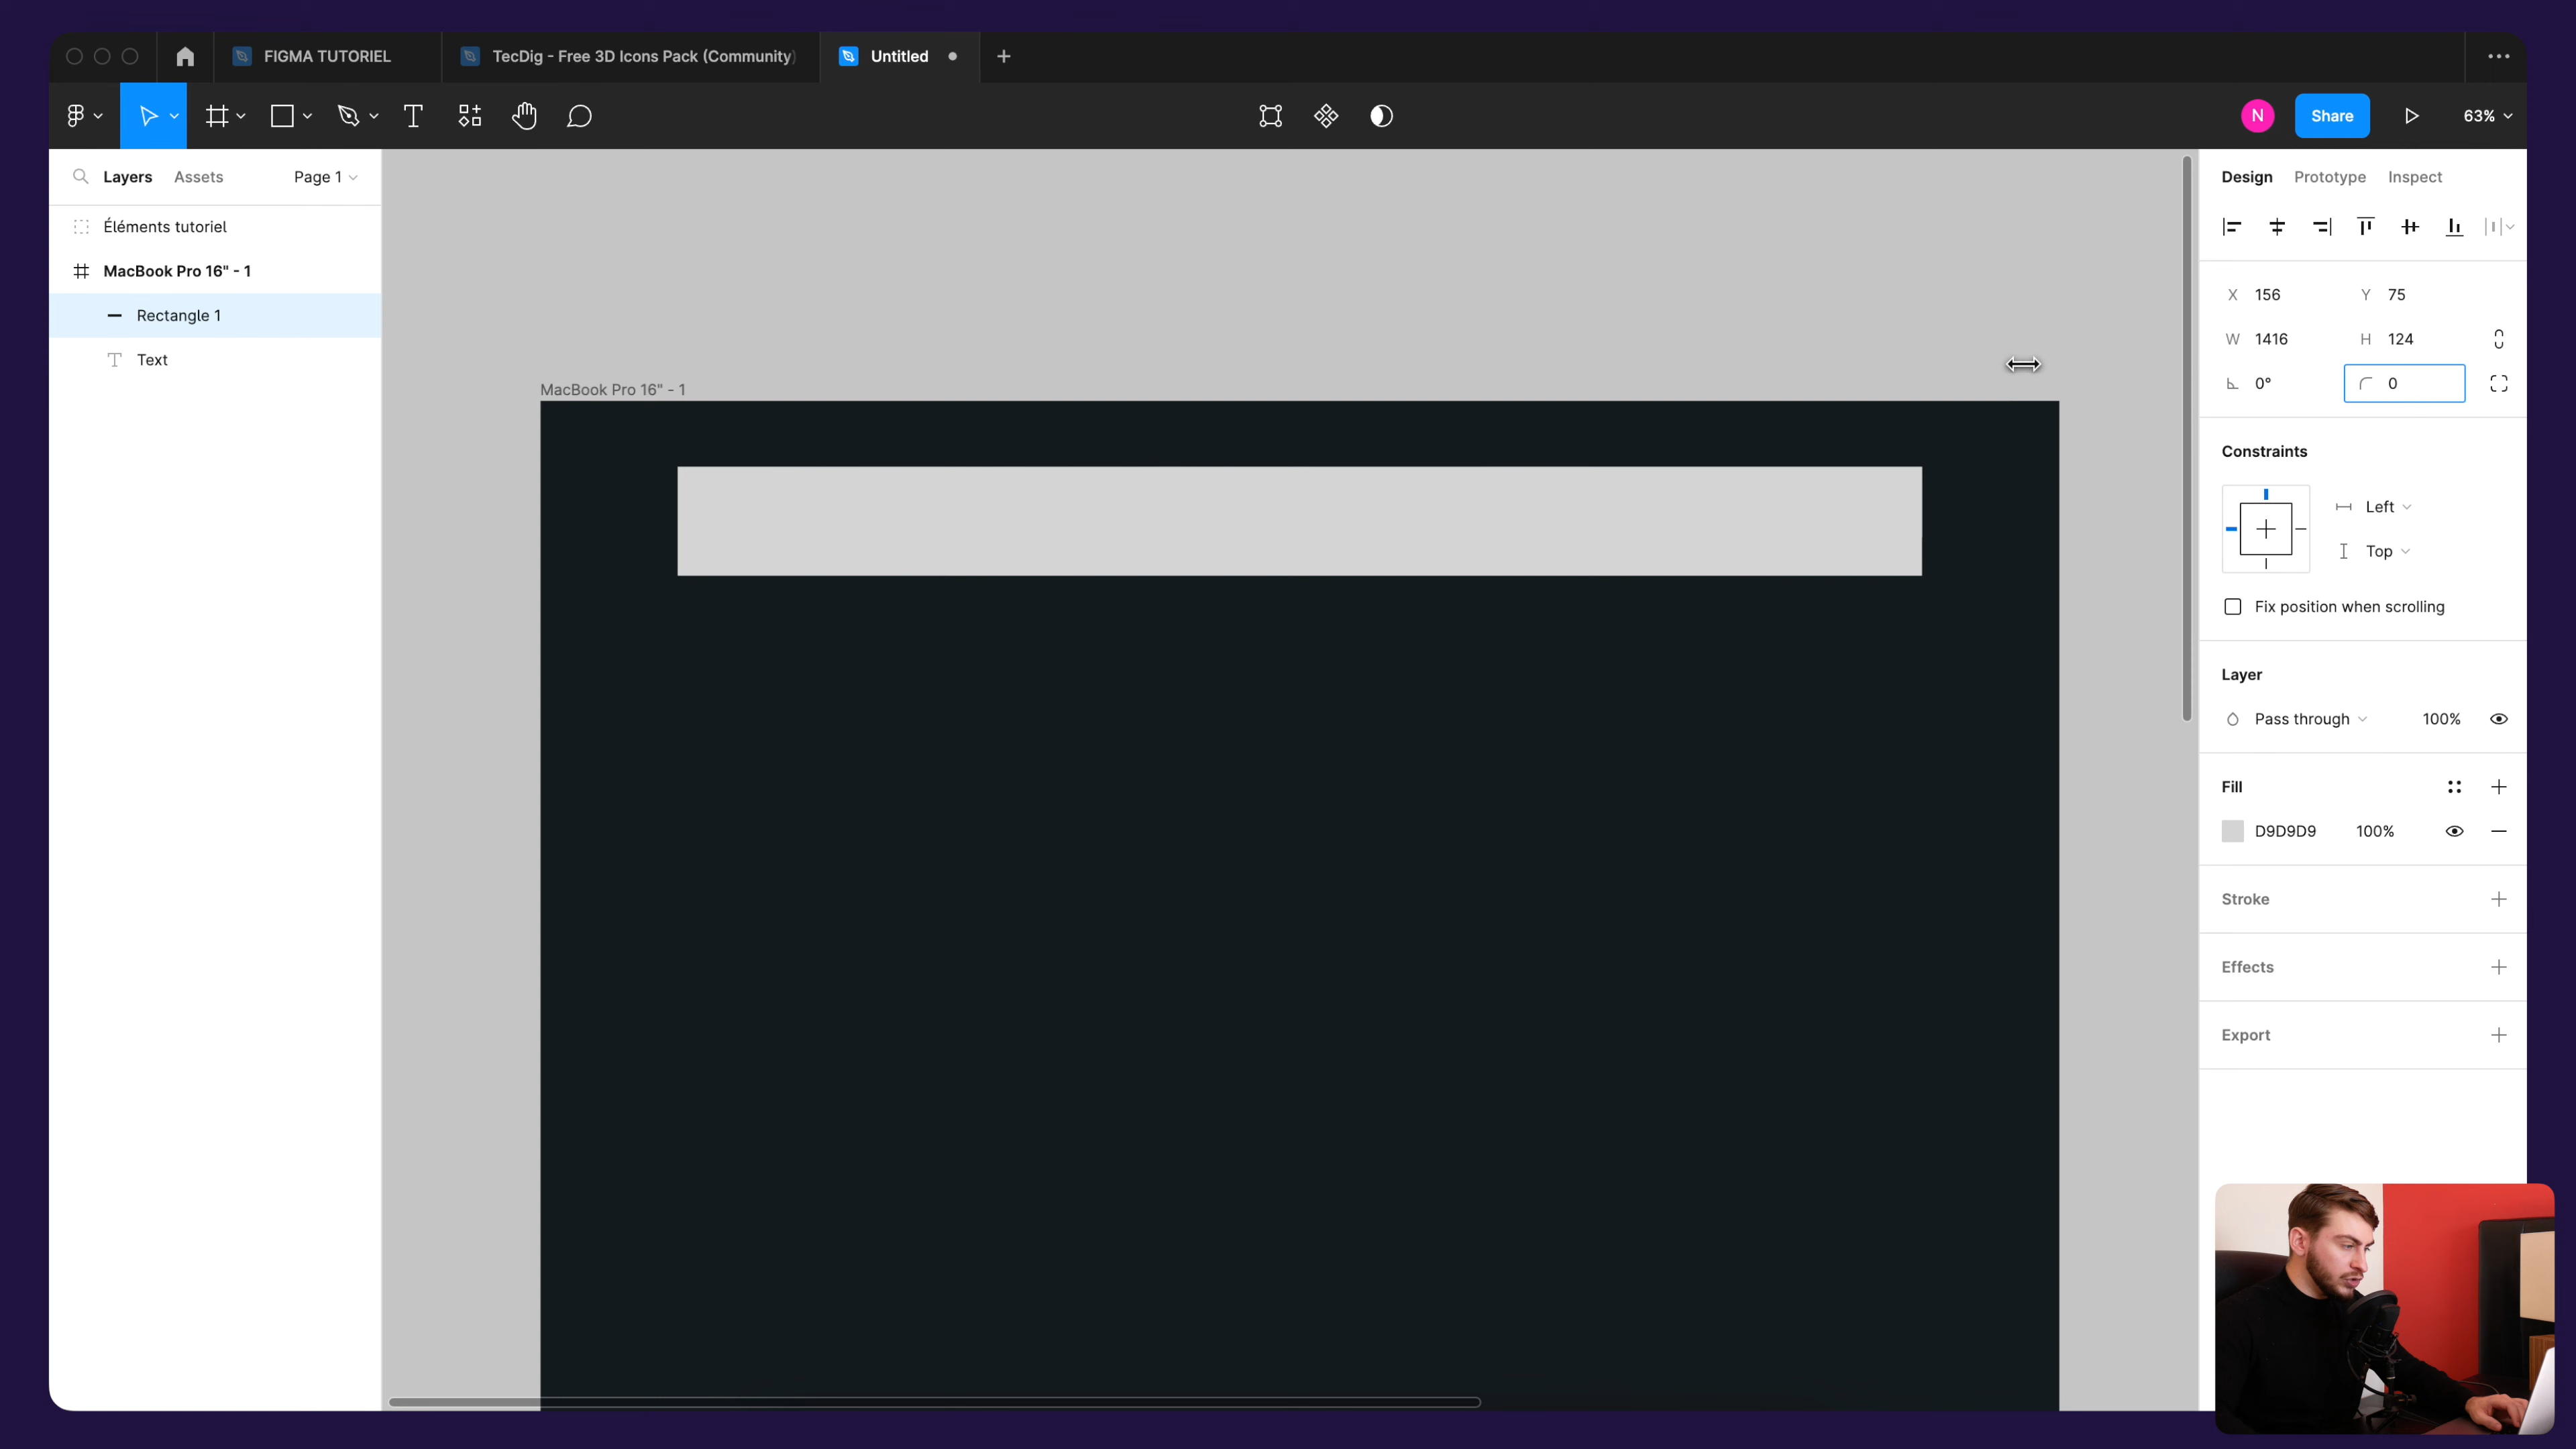 FIGMA TUTORIEL
TecDig - Free 3D Icons Pack (Community)
Untitled
N
Share
63%
Layers
Assets
Page 1
Éléments tutoriel
MacBook Pro 16" - 1
Rectangle 1
Text
MacBook Pro 16" - 1
Design
Prototype
Inspect
X 156
Y 75
W 1416
H 124
0°
0
Constraints
Left
Top
Fix position when scrolling
Layer
Pass through
100%
Fill
D9D9D9
100%
Stroke
Effects
Export